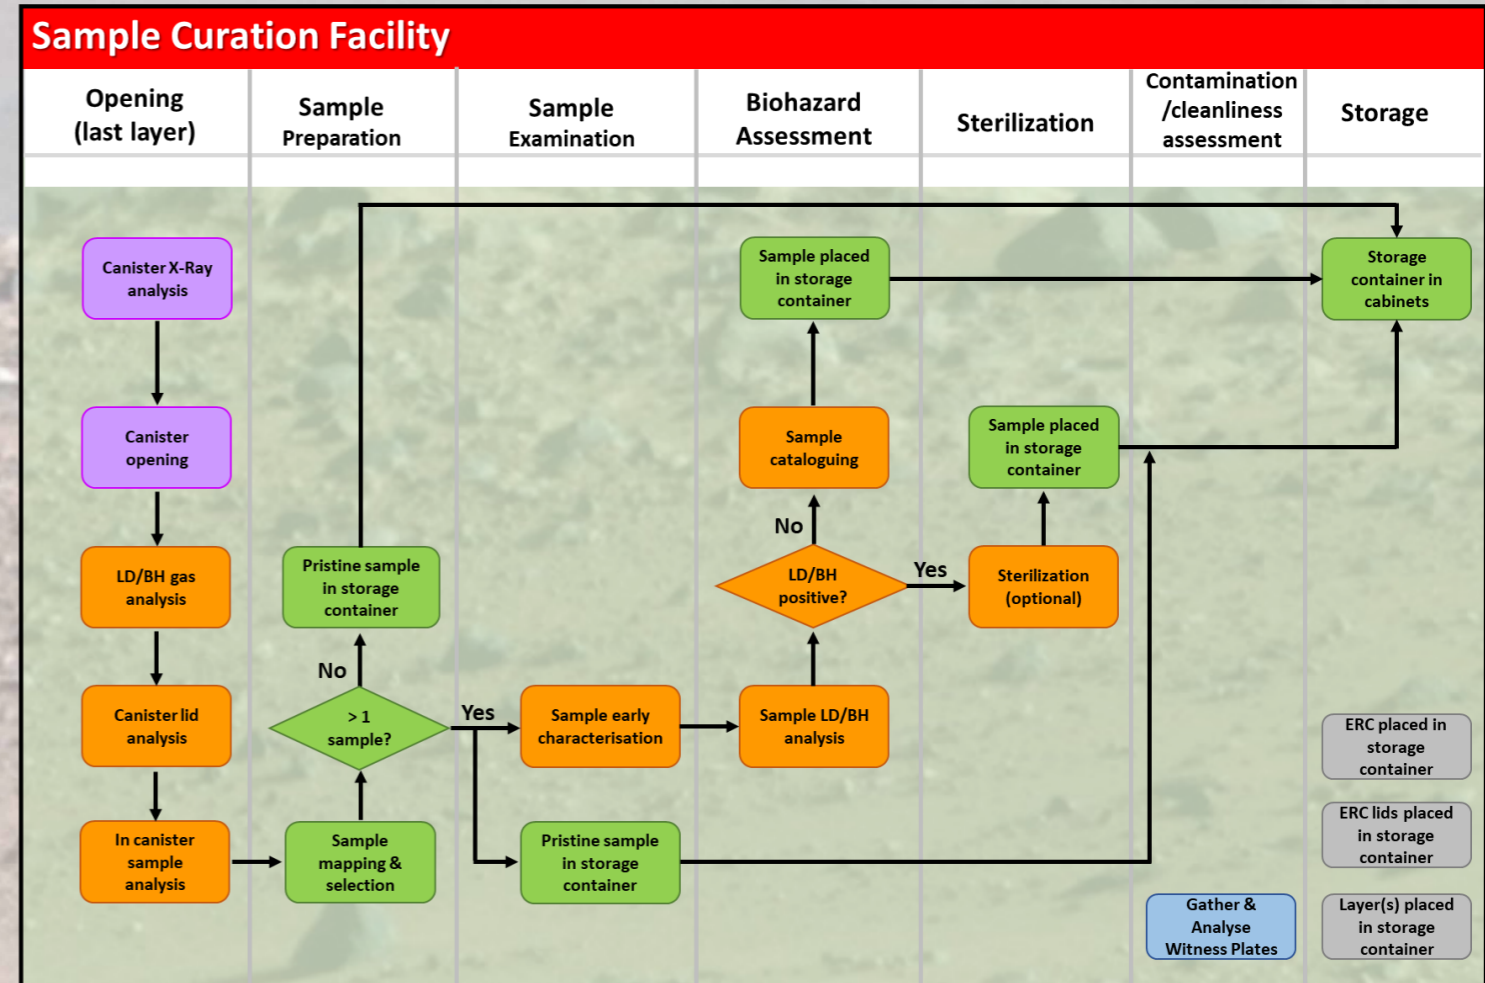 Sample Curation Facility
Opening
(last layer)
Sample
Preparation
Sample
Examination
Biohazard
Assessment
Sterilization
Contamination
/cleanliness
assessment
Storage
Canister X-Ray
analysis
Canister
opening
LD/BH gas
analysis
Canister lid
analysis
In canister
sample
analysis
Pristine sample
in storage
container
No
> 1
sample?
Yes
Sample
mapping &
selection
Sample early
characterisation
Pristine sample
in storage
container
Sample placed
in storage
container
Sample
cataloguing
No
LD/BH
positive?
Yes
Sample LD/BH
analysis
Sample placed
in storage
container
Sterilization
(optional)
Gather &
Analyse
Witness Plates
Storage
container in
cabinets
ERC placed in
storage
container
ERC lids placed
in storage
container
Layer(s) placed
in storage
container